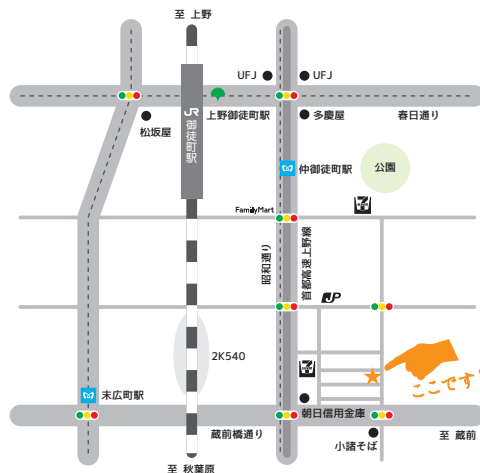 至 上野
UFJ
UFJ
松坂屋
JR 御徒町駅
上野御徒町駅
多慶屋
春日通り
仲御徒町駅
公園
FamilyMart
昭和通り
首都高速上野線
JP
2K540
末広町駅
朝日信用金庫
ここです!
蔵前橋通り
小諸そば
至 蔵前
至 秋葉原